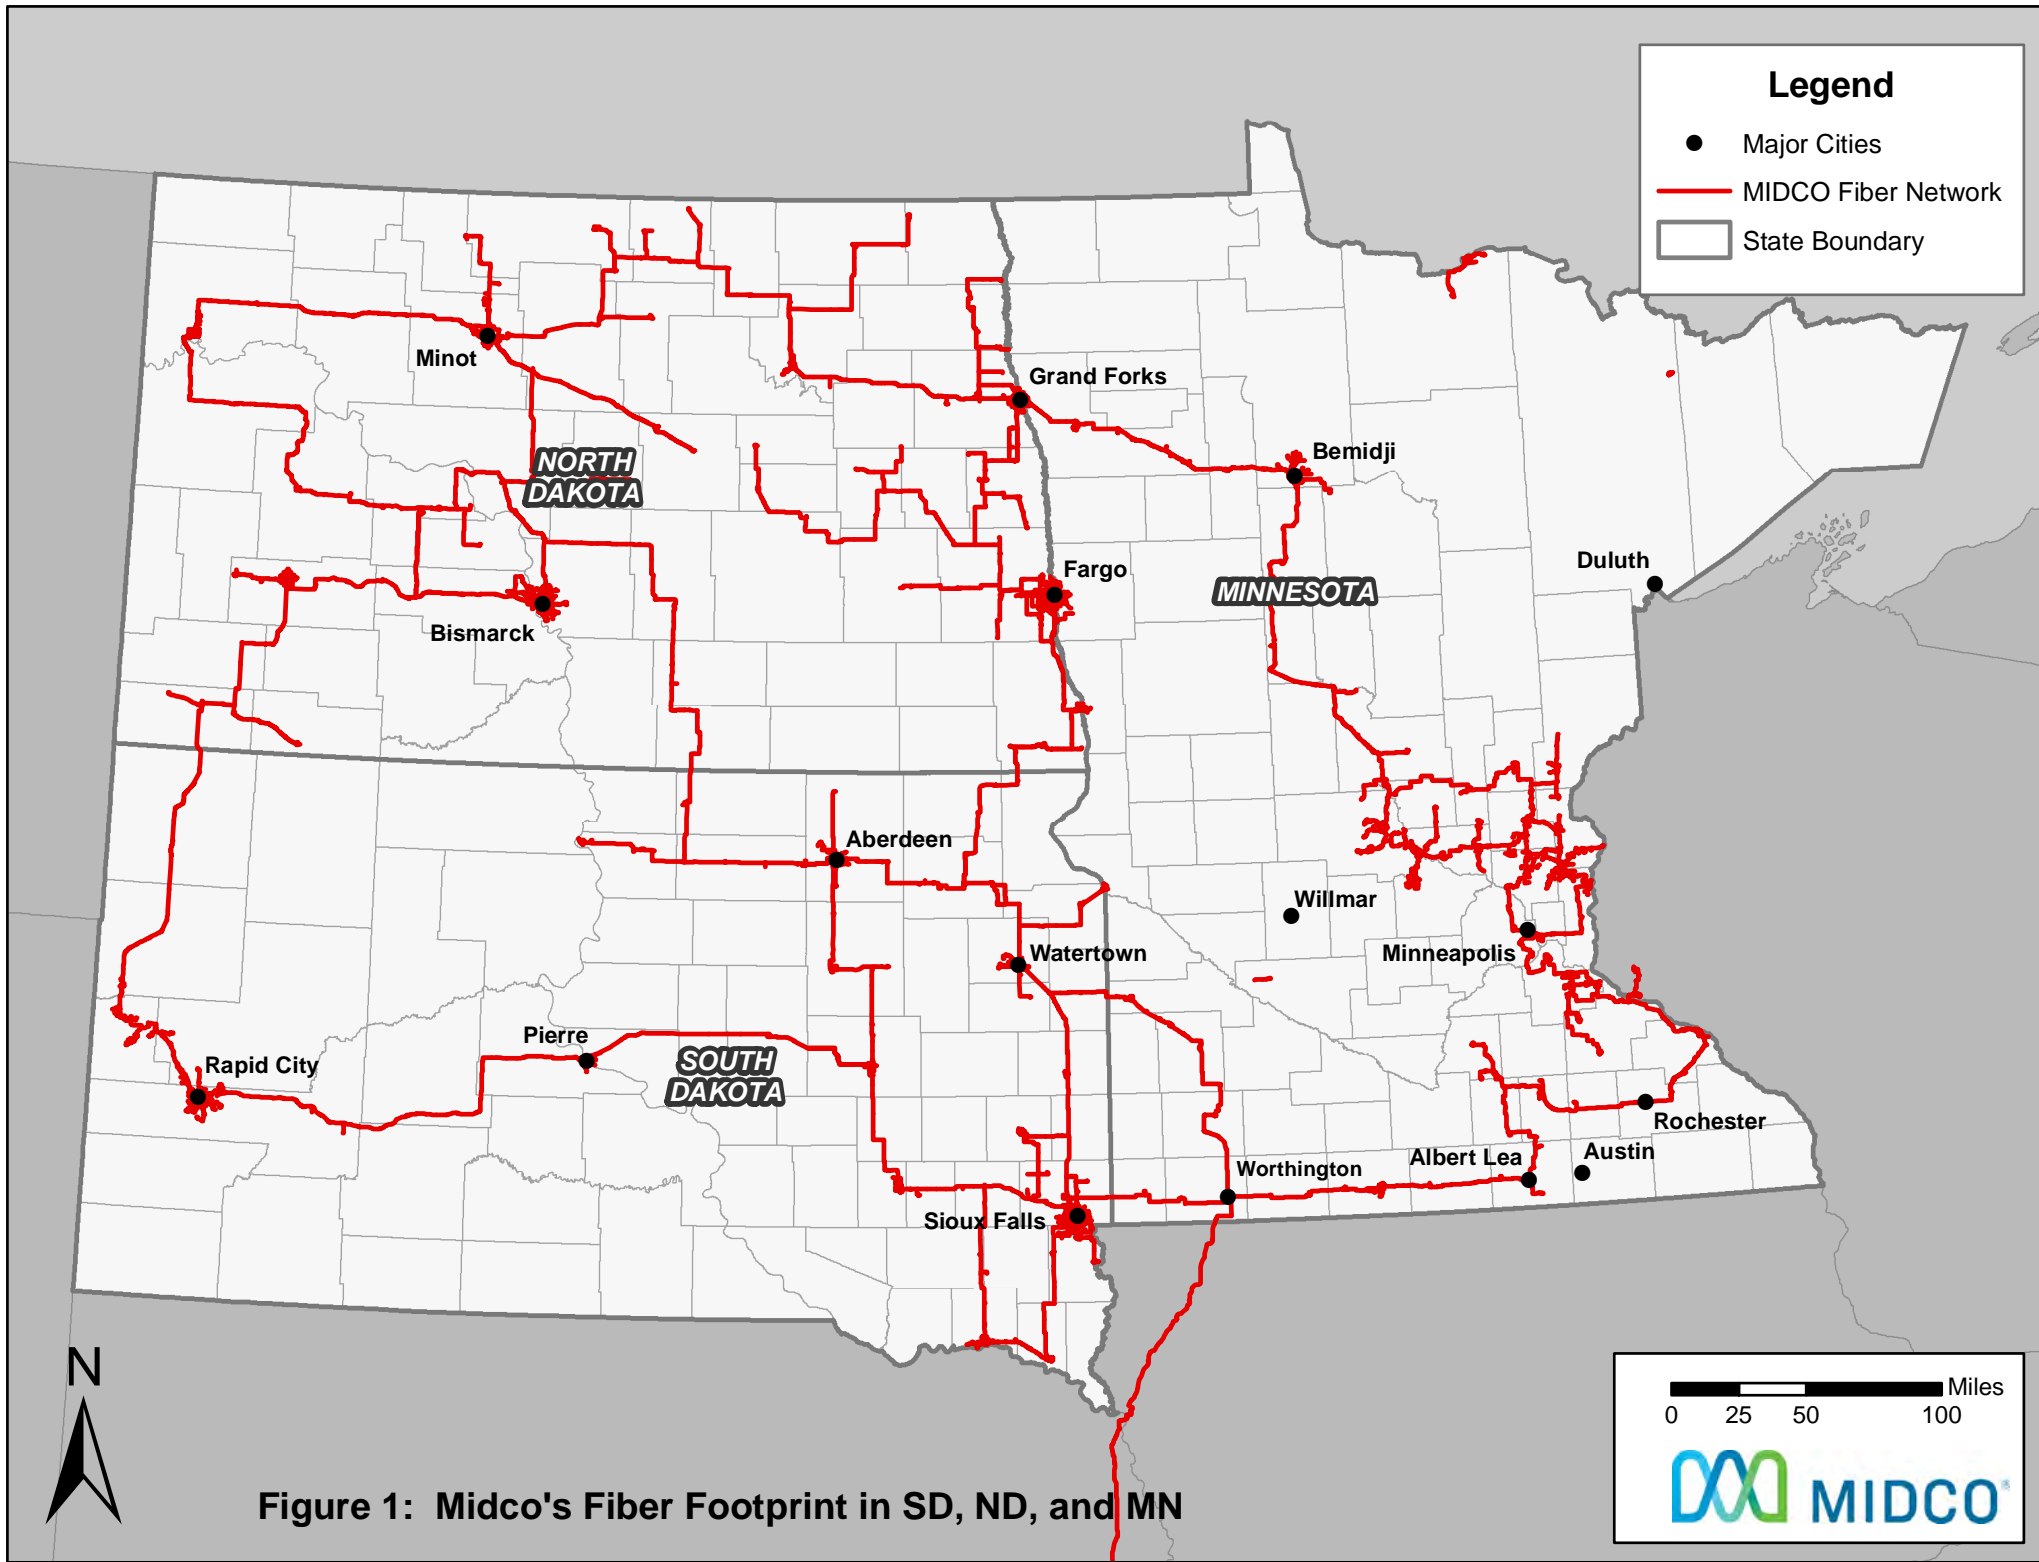 Legend
Major Cities
MIDCO Fiber Network
State Boundary
Minot
Grand Forks
Bemidji
NORTH
DAKOTA
Fargo
Duluth
MINNESOTA
Bismarck
Aberdeen
Willmar
Watertown
Minneapolis
Pierre
SOUTH
DAKOTA
Rapid City
Rochester
Austin
Albert Lea
Worthington
Sioux Falls
N
Miles
0 25 50 100
MIDCO
Figure 1: Midco's Fiber Footprint in SD, ND, and MN